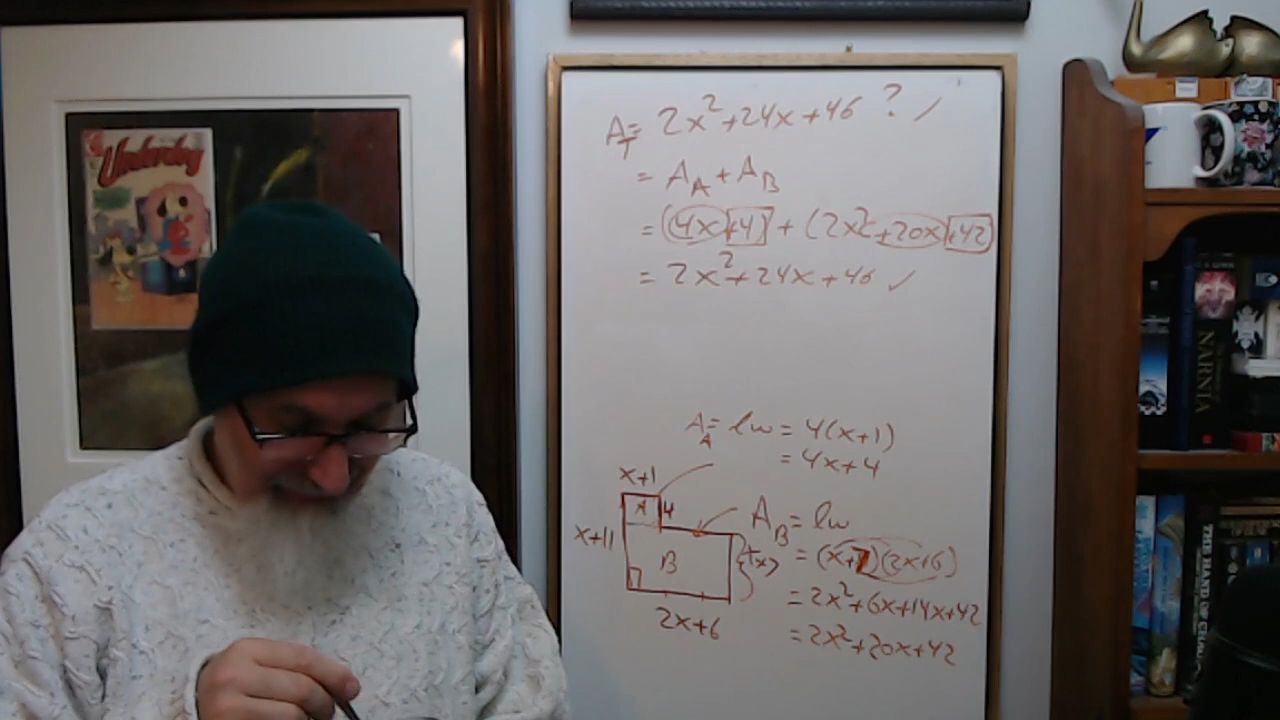 Underdog
A_T = 2x²+24x+46 ? ✓
= A_A + A_B
= (4x+4) + (2x²+20x+42)
= 2x²+24x+46 ✓
A_A = lw = 4(x+1)
= 4x+4
x+1
A
4
x+11
B
2x+6
A_B = lw
= (x+7)(2x+6)
= 2x²+6x+14x+42
= 2x²+20x+42
NARNIA